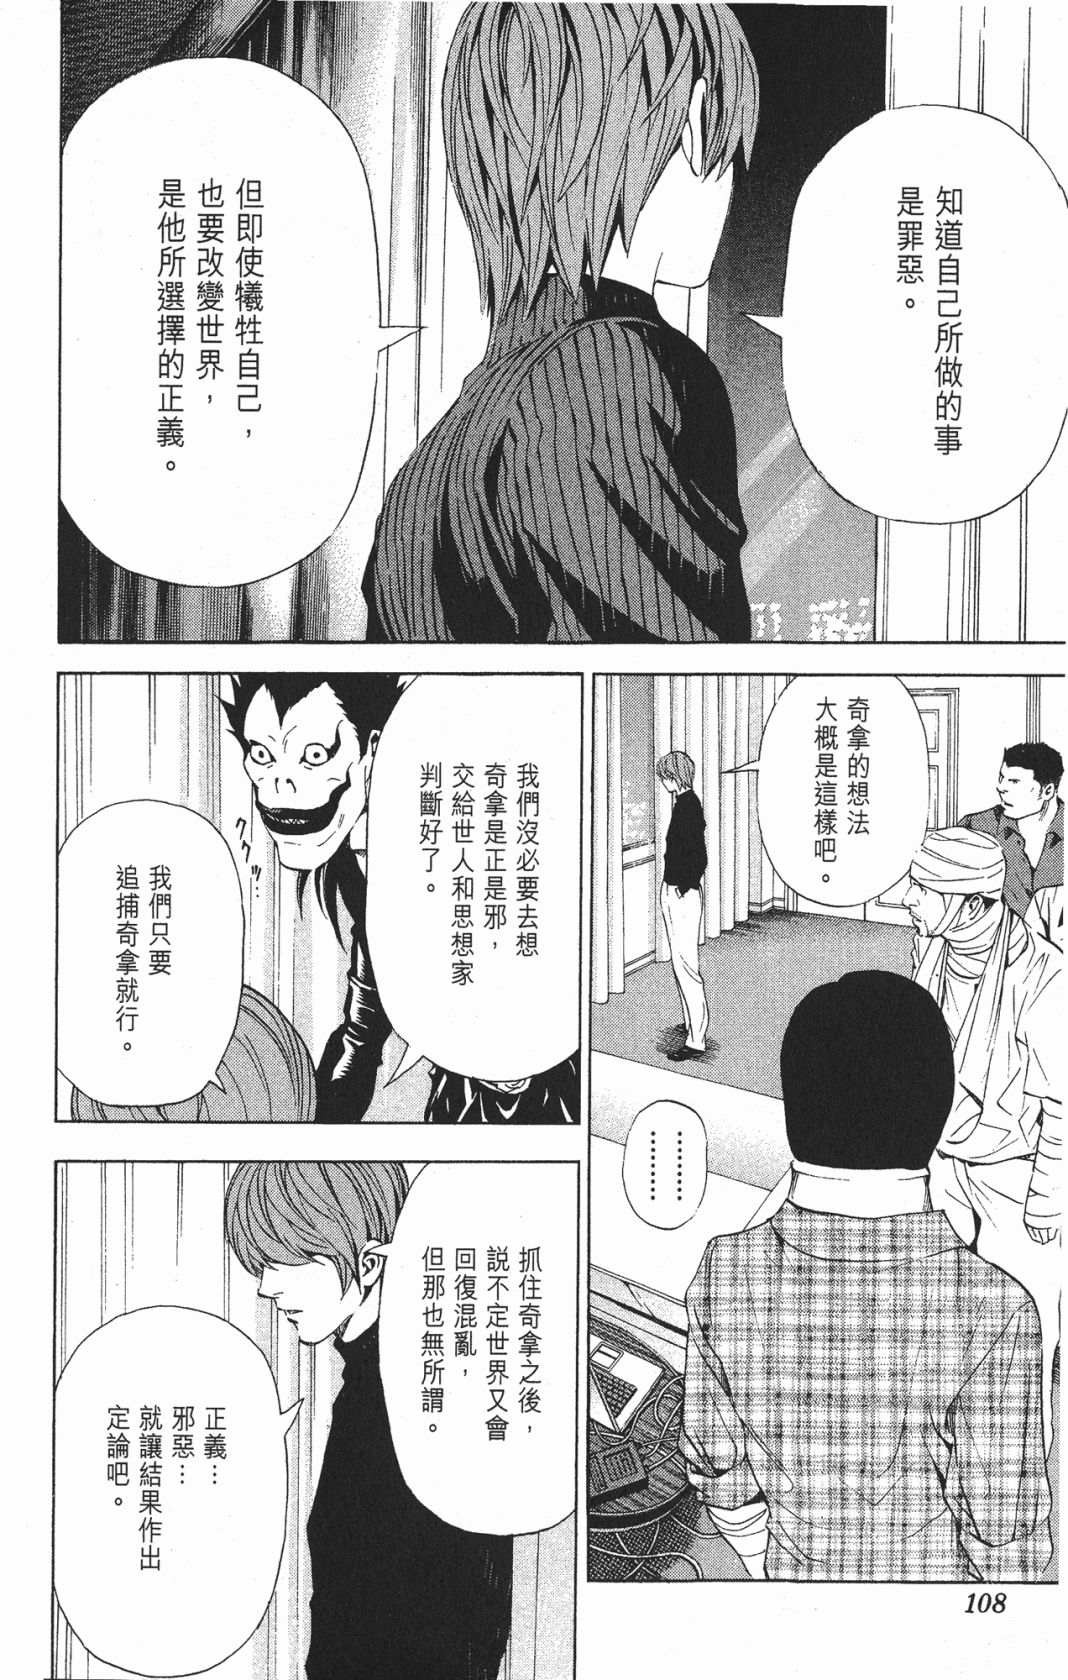 知道自己所做的事
是罪惡。
但即使犧牲自己，
也要改變世界，
是他所選擇的正義。
奇拿的想法
大概是這樣吧。
………
我們沒必要去想
奇拿是正是邪，
交給世人和思想家
判斷好了。
ククッ…
我們只要
追捕奇拿就行。
抓住奇拿之後，
說不定世界又會
回復混亂，
但那也無所謂。
正義…
邪惡…
就讓結果作出
定論吧。
108